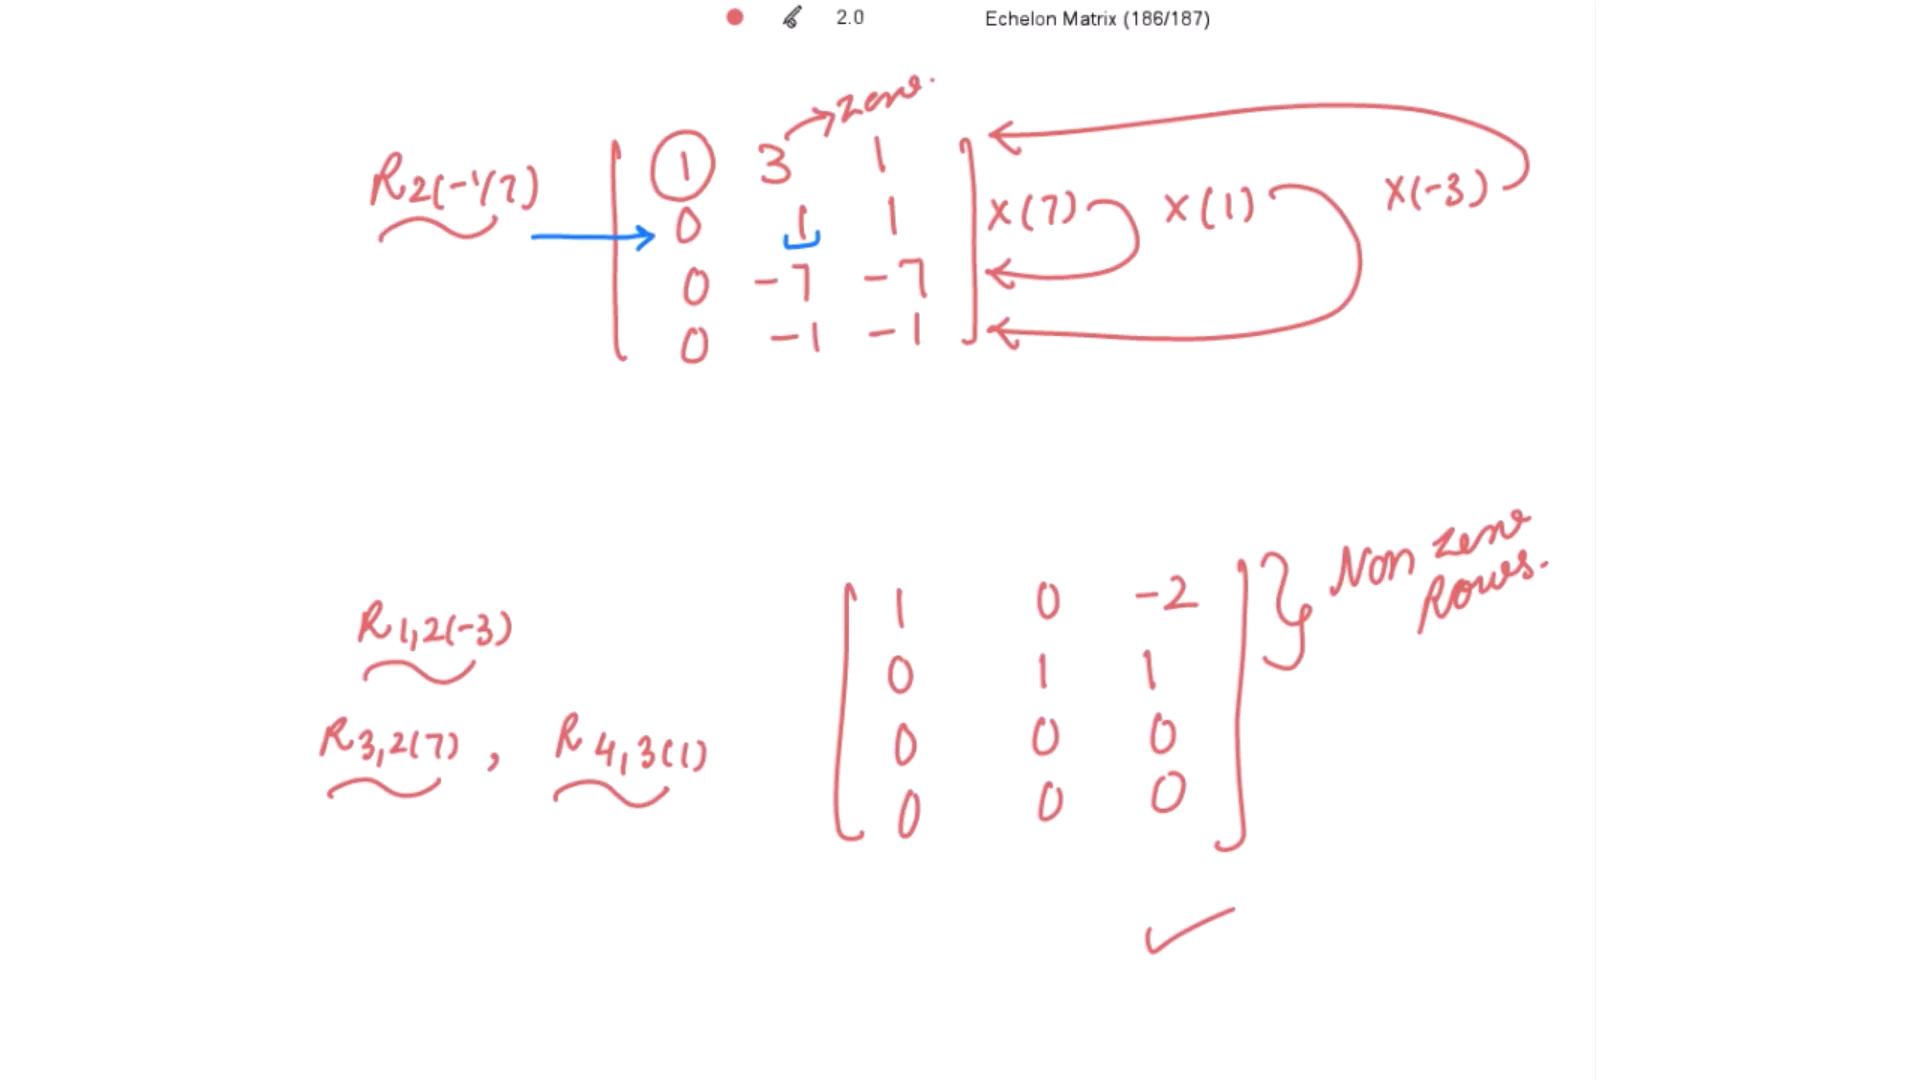 2.0 Echelon Matrix (186/187)
→ zero.
R2(-1/7)
1 3 1
0 1 1 x(7) x(1) x(-3)
0 -7 -7
0 -1 -1
Non zero
Rows.
R1,2(-3)
1 0 -2
0 1 1
R3,2(7) , R4,3(1)
0 0 0
0 0 0